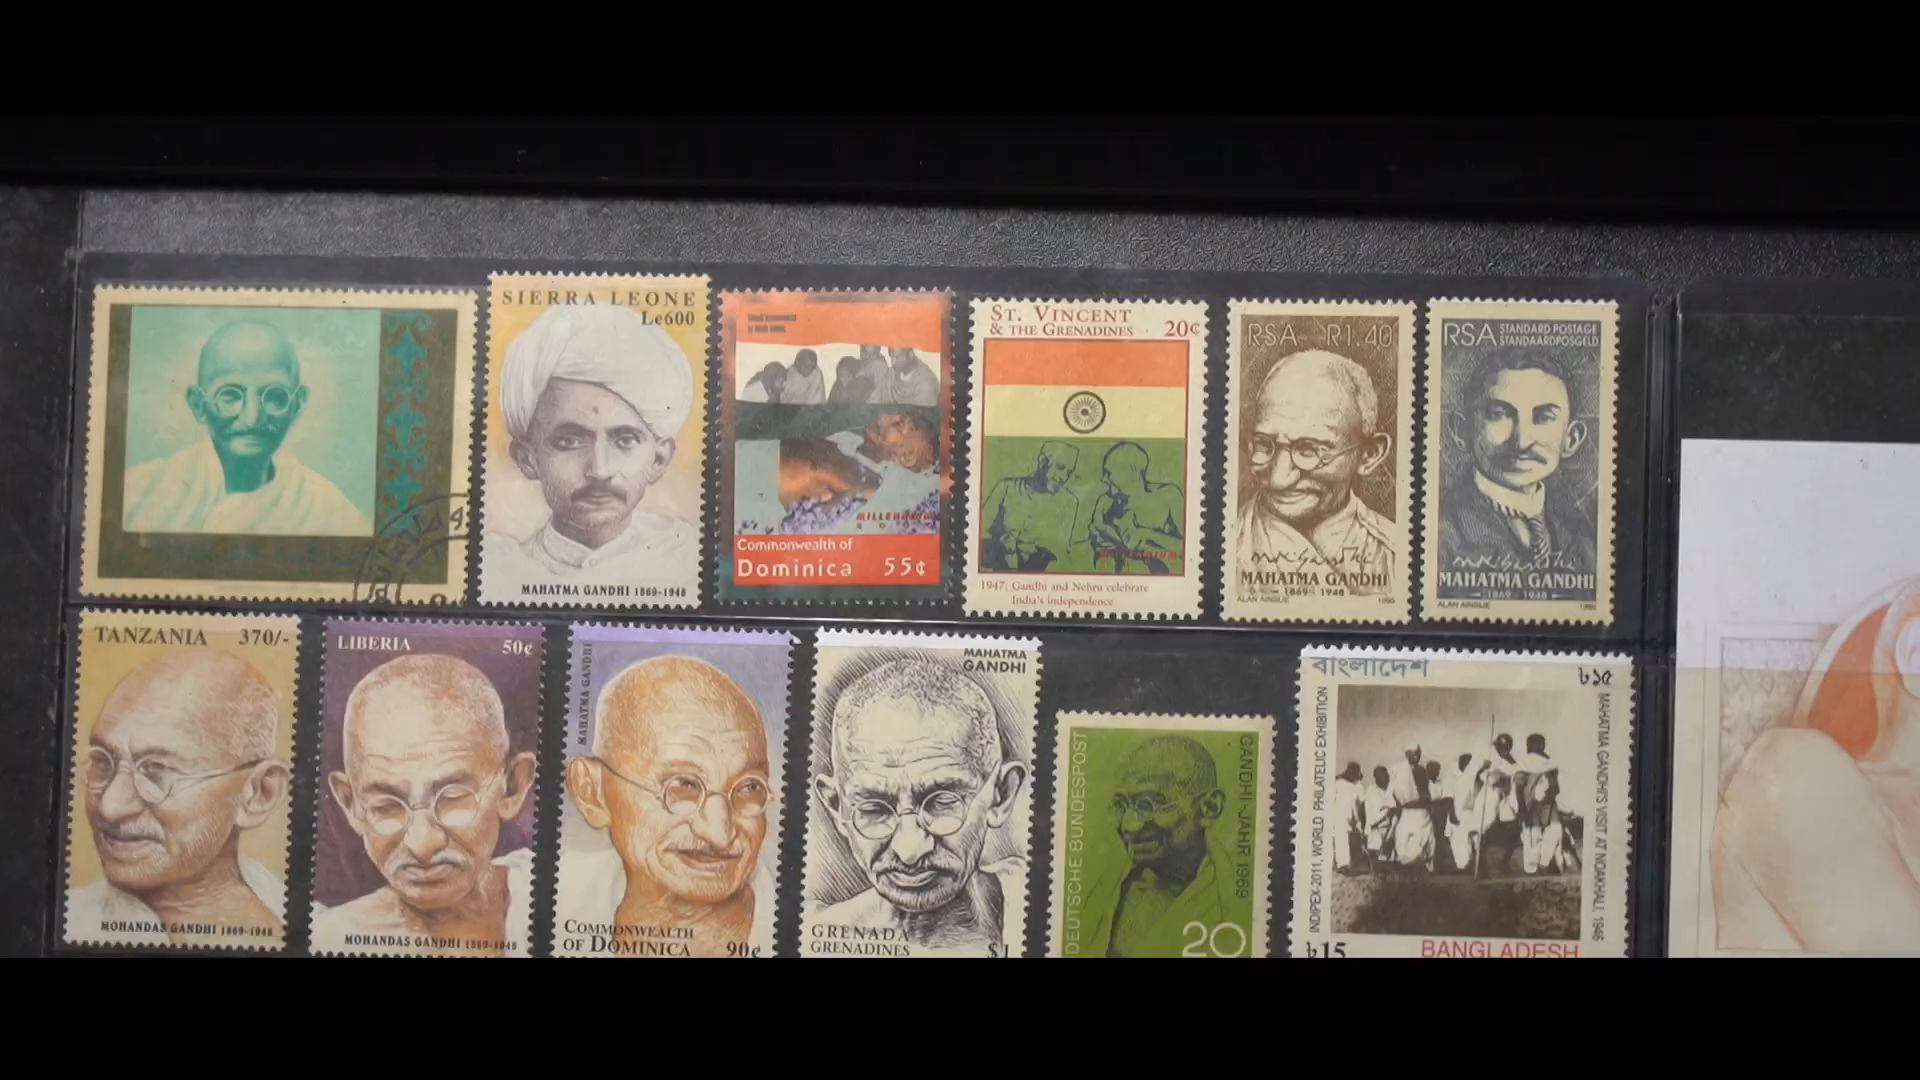 SIERRA LEONE
Le600
MAHATMA GANDHI 1869-1948
MILLENNIUM
Commonwealth of
Dominica 55¢
ST. VINCENT
& THE GRENADINES 20¢
1947: Gandhi and Nehru celebrate
India's independence
RSA R1.40
MAHATMA GANDHI
1869 - 1948
ALAN AINSLIE 1995
RSA STANDARD POSTAGE
STANDAARDPOSGELD
MAHATMA GANDHI
1869 - 1948
ALAN AINSLIE 1995
TANZANIA 370/-
MOHANDAS GANDHI 1869-1948
LIBERIA 50¢
MOHANDAS GANDHI 1869-1948
MAHATMA GANDHI
COMMONWEALTH
OF DOMINICA 90¢
MAHATMA
GANDHI
GRENADA
GRENADINES $1
DEUTSCHE BUNDESPOST
GANDHI-JAHR 1969
20
বাংলাদেশ ৳১৫
INDIPEX-2011, WORLD PHILATELIC EXHIBITION
MAHATMA GANDHI'S VISIT AT NOAKHALI, 1946
৳15 BANGLADESH